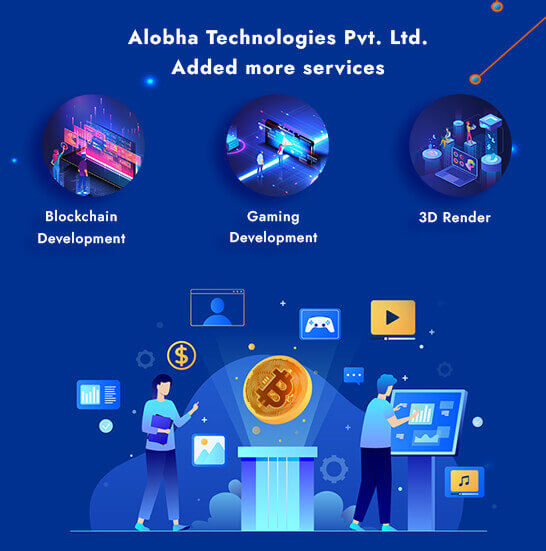 Alobha Technologies Pvt. Ltd.
Added more services
Blockchain
Development
Gaming
Development
3D Render